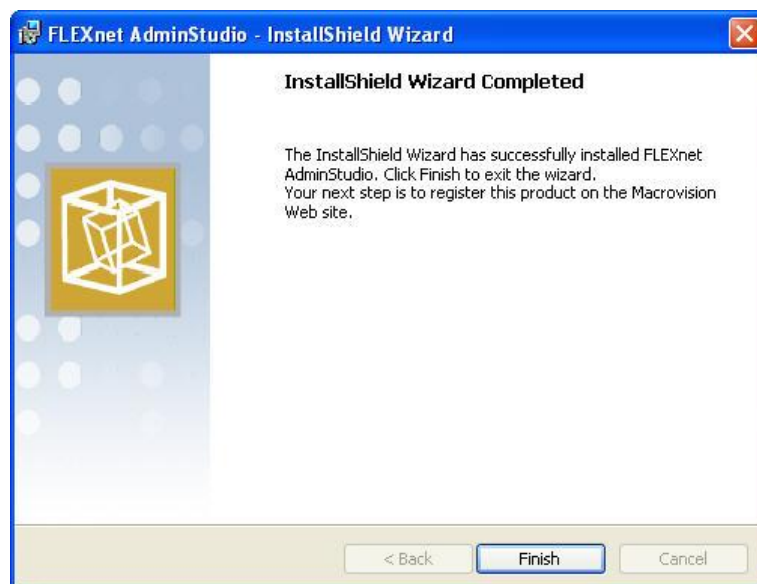 FLEXnet AdminStudio - InstallShield Wizard
InstallShield Wizard Completed
The InstallShield Wizard has successfully installed FLEXnet
AdminStudio. Click Finish to exit the wizard.
Your next step is to register this product on the Macrovision
Web site.
< Back Finish Cancel